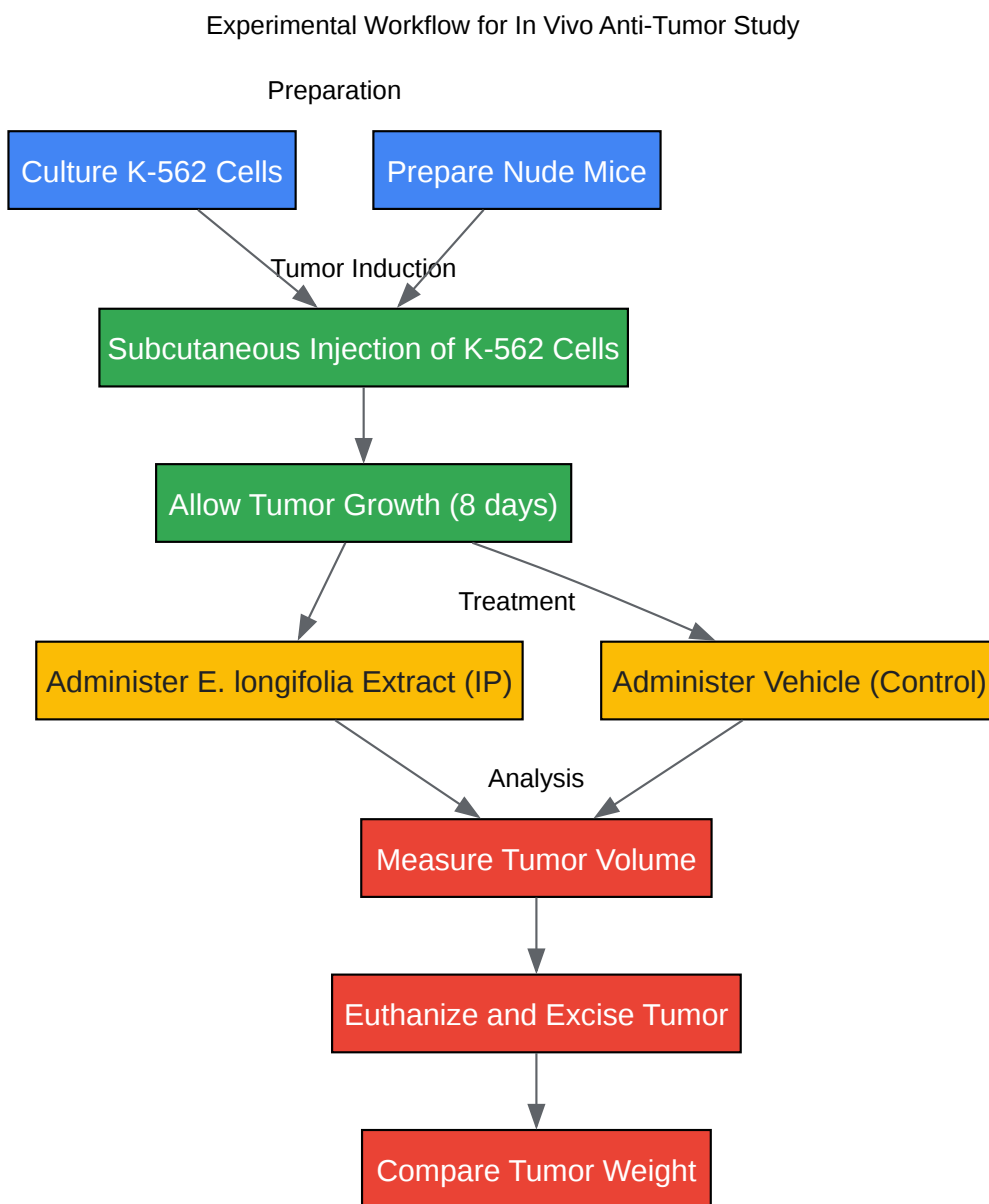 Experimental Workflow for In Vivo Anti-Tumor Study
Preparation
Culture K-562 Cells
Prepare Nude Mice
Tumor Induction
Subcutaneous Injection of K-562 Cells
Allow Tumor Growth (8 days)
Treatment
Administer E. longifolia Extract (IP)
Administer Vehicle (Control)
Analysis
Measure Tumor Volume
Euthanize and Excise Tumor
Compare Tumor Weight